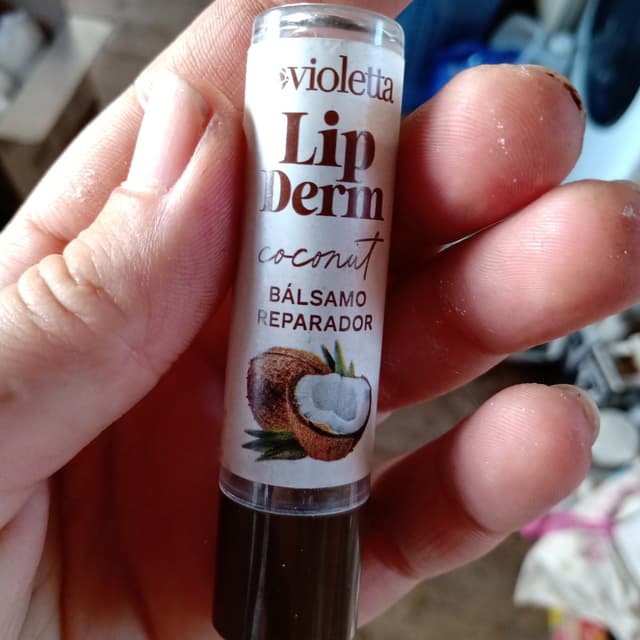 violetta
Lip
Derm
coconut
BÁLSAMO
REPARADOR